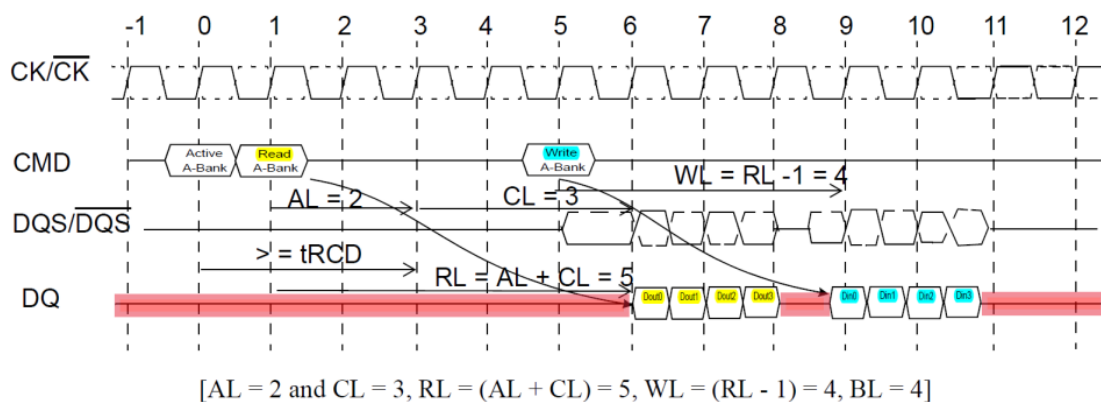 -1 0 1 2 3 4 5 6 7 8 9 10 11 12
CK/CK
CMD
Active
A-Bank
Read
A-Bank
Write
A-Bank
WL = RL -1 = 4
AL = 2
CL = 3
DQS/DQS
> = tRCD
RL = AL + CL = 5
DQ
Dout0 Dout1 Dout2 Dout3 Din0 Din1 Din2 Din3
[AL = 2 and CL = 3, RL = (AL + CL) = 5, WL = (RL - 1) = 4, BL = 4]